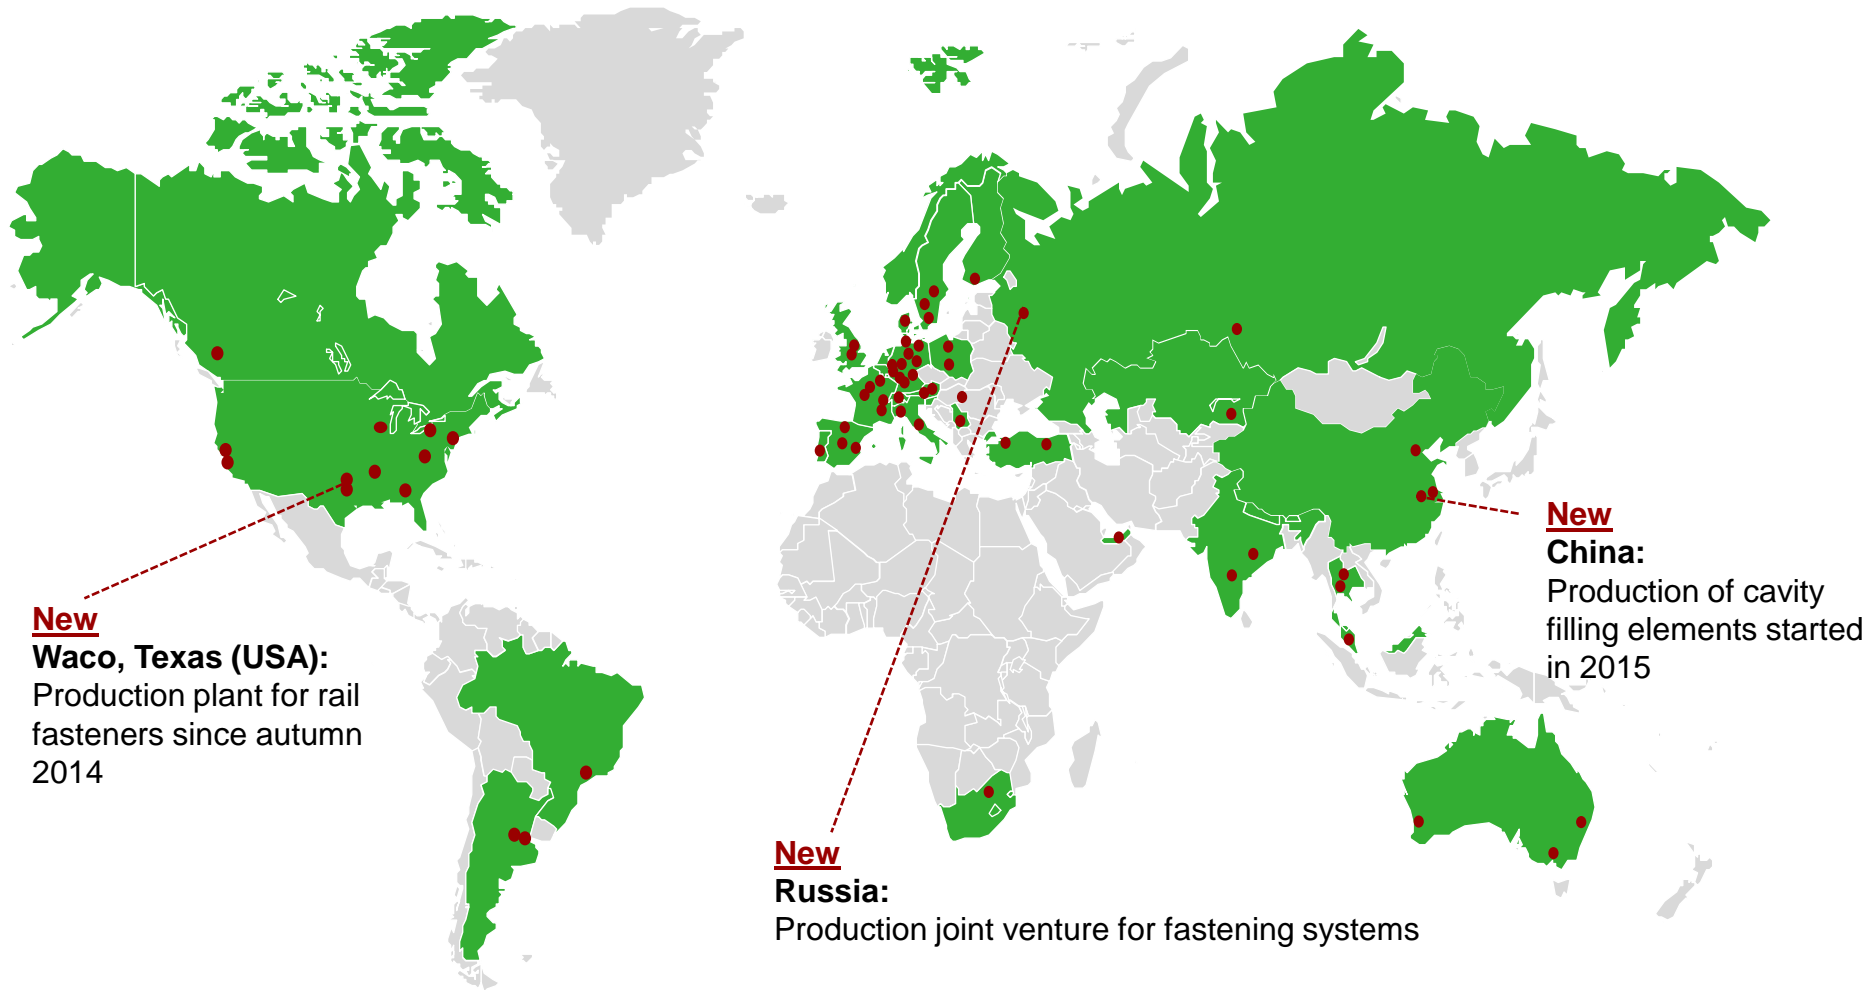 New
Waco, Texas (USA):
Production plant for rail
fasteners since autumn
2014
New
Russia:
Production joint venture for fastening systems
New
China:
Production of cavity
filling elements started
in 2015